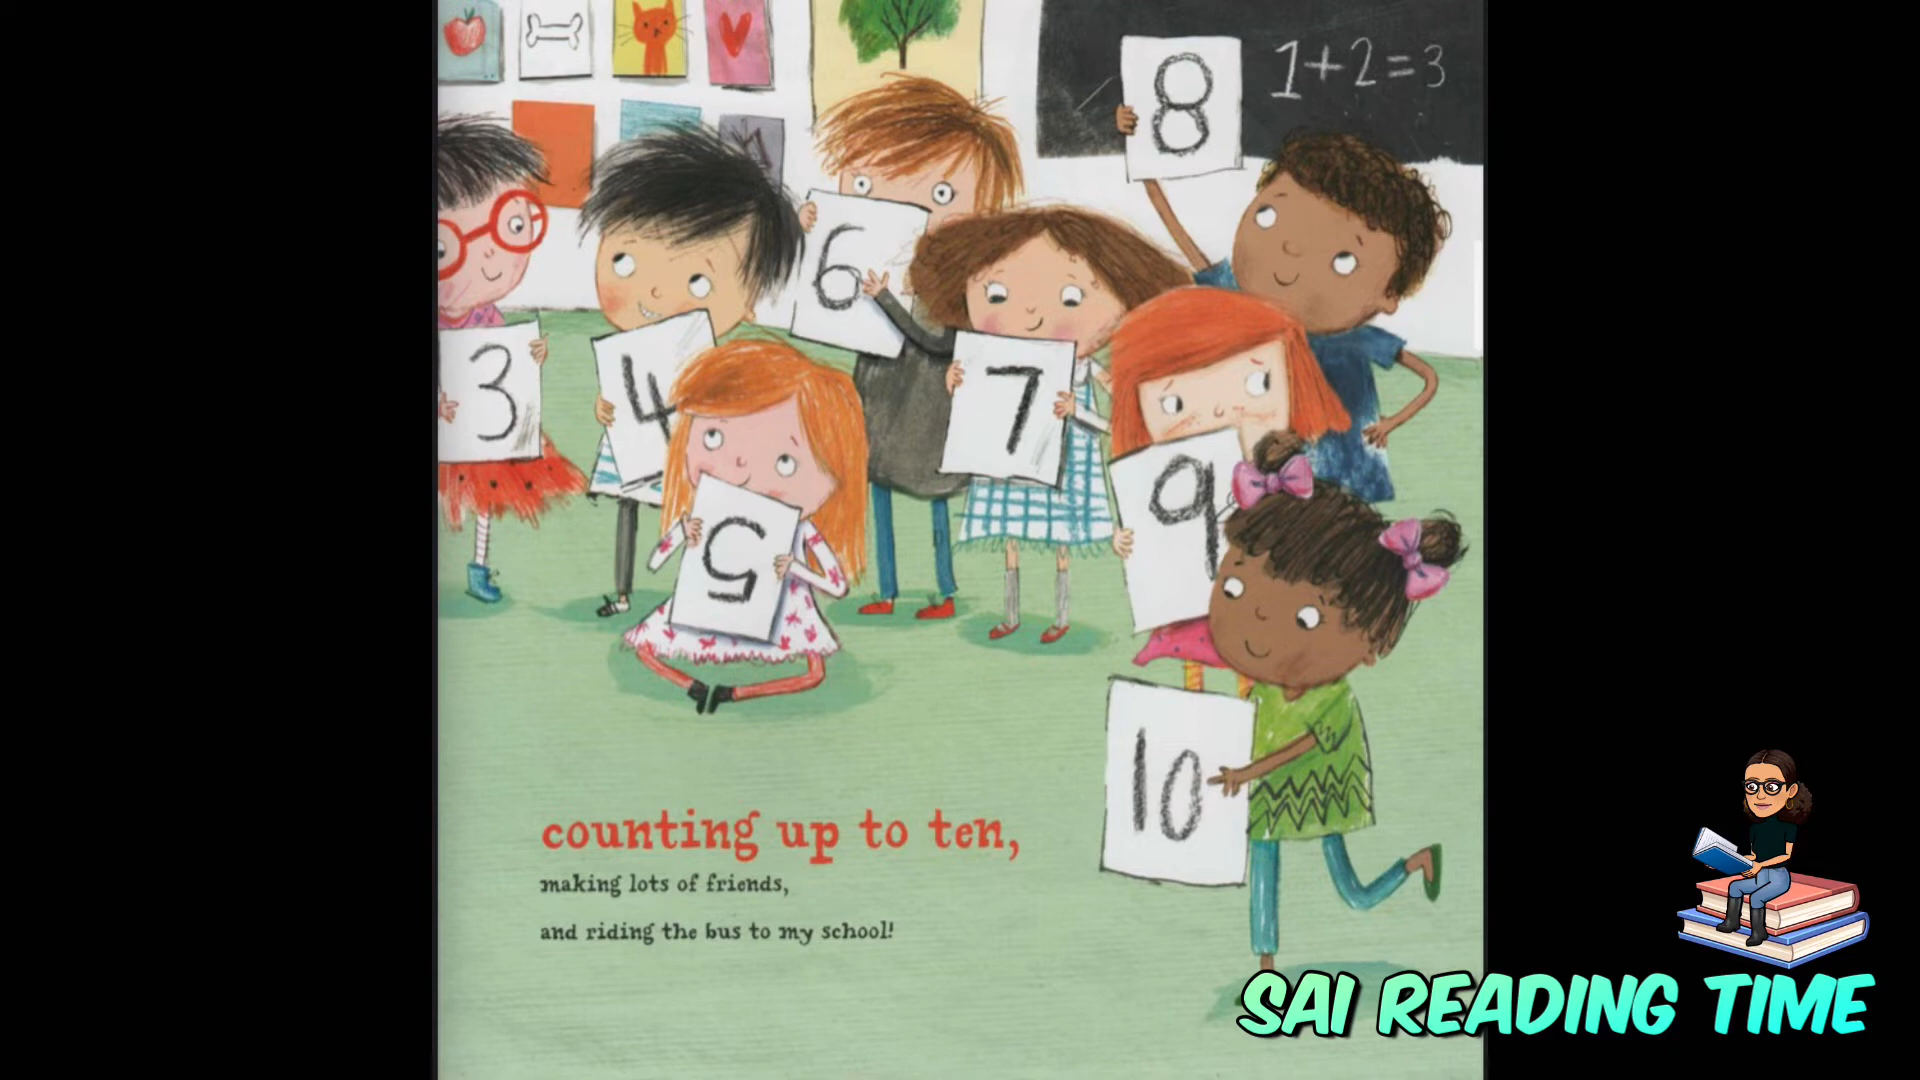 8
1+2=3
6
3
4
7
5
9
10
counting up to ten,
making lots of friends,
and riding the bus to my school!
SAI READING TIME